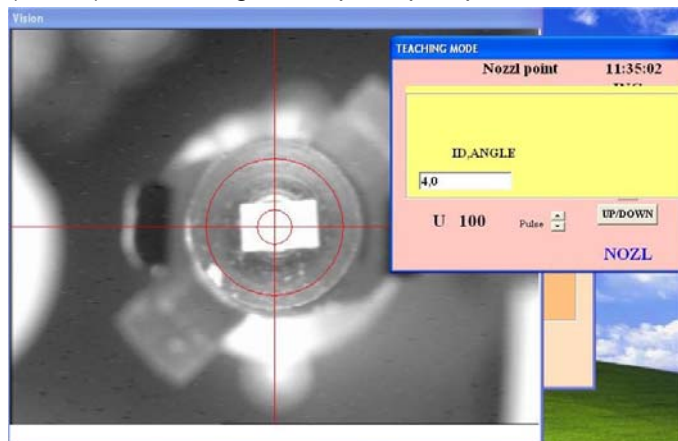 Vision
TEACHING MODE
Nozzl point 11:35:02
ID,ANGLE
4,0
U 100 Pulse UP/DOWN
NOZL